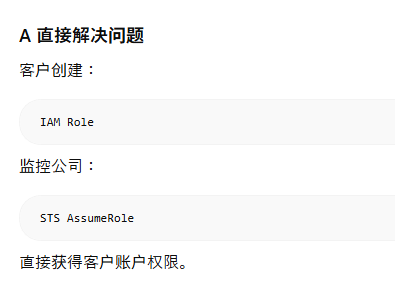 A 直接解决问题
客户创建：
IAM Role
监控公司：
STS AssumeRole
直接获得客户账户权限。